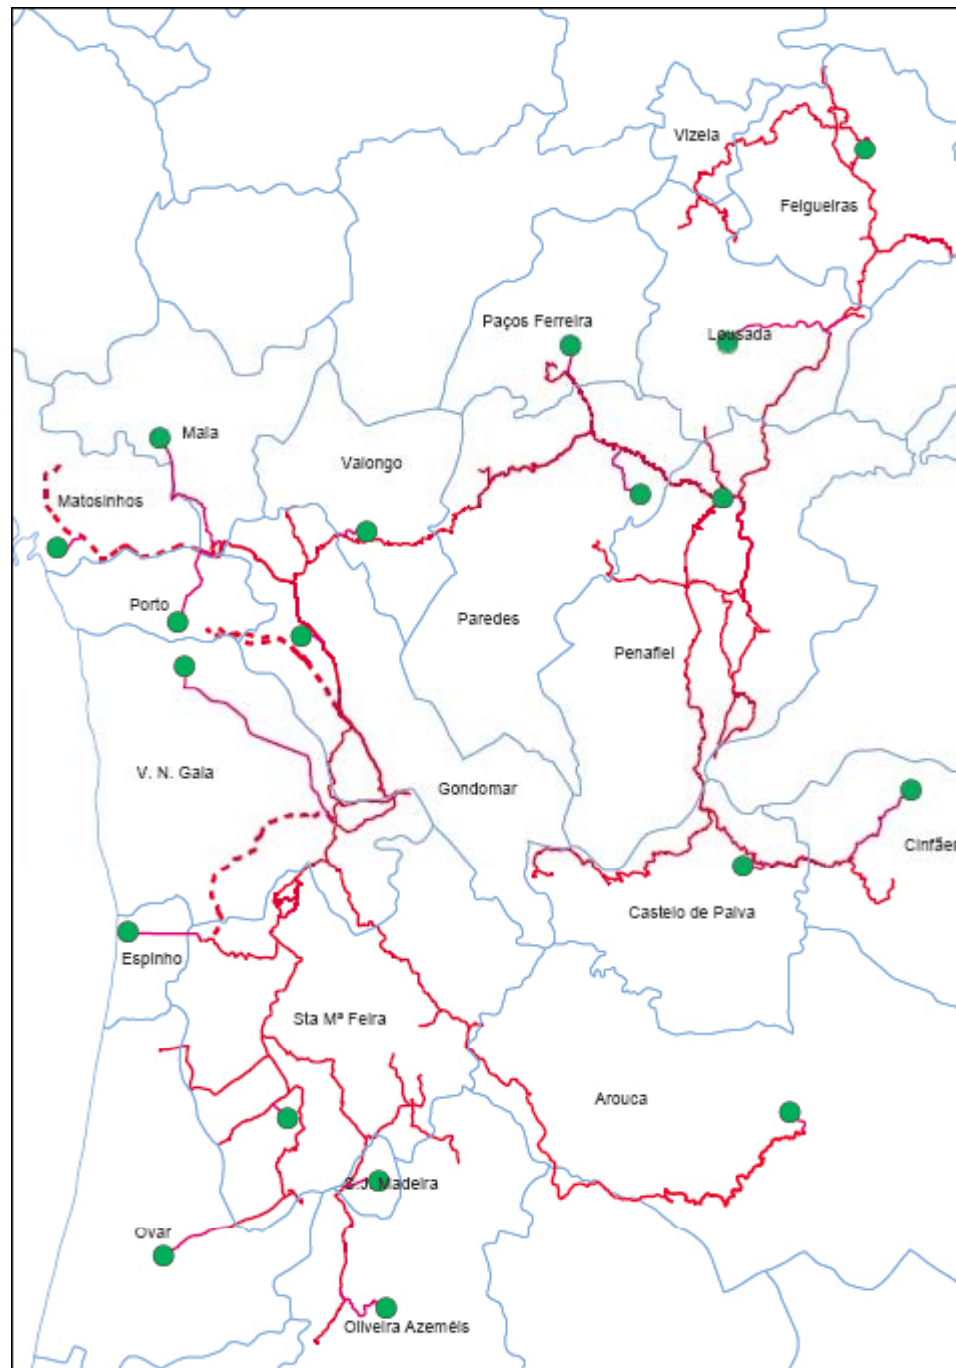 Vizela
Felgueiras
Paços Ferreira
Lousada
Maia
Valongo
Matosinhos
Porto
Paredes
Penafiel
V. N. Gaia
Gondomar
Cinfães
Castelo de Paiva
Espinho
Sta Mª Feira
Arouca
S. J. Madeira
Ovar
Oliveira Azeméis